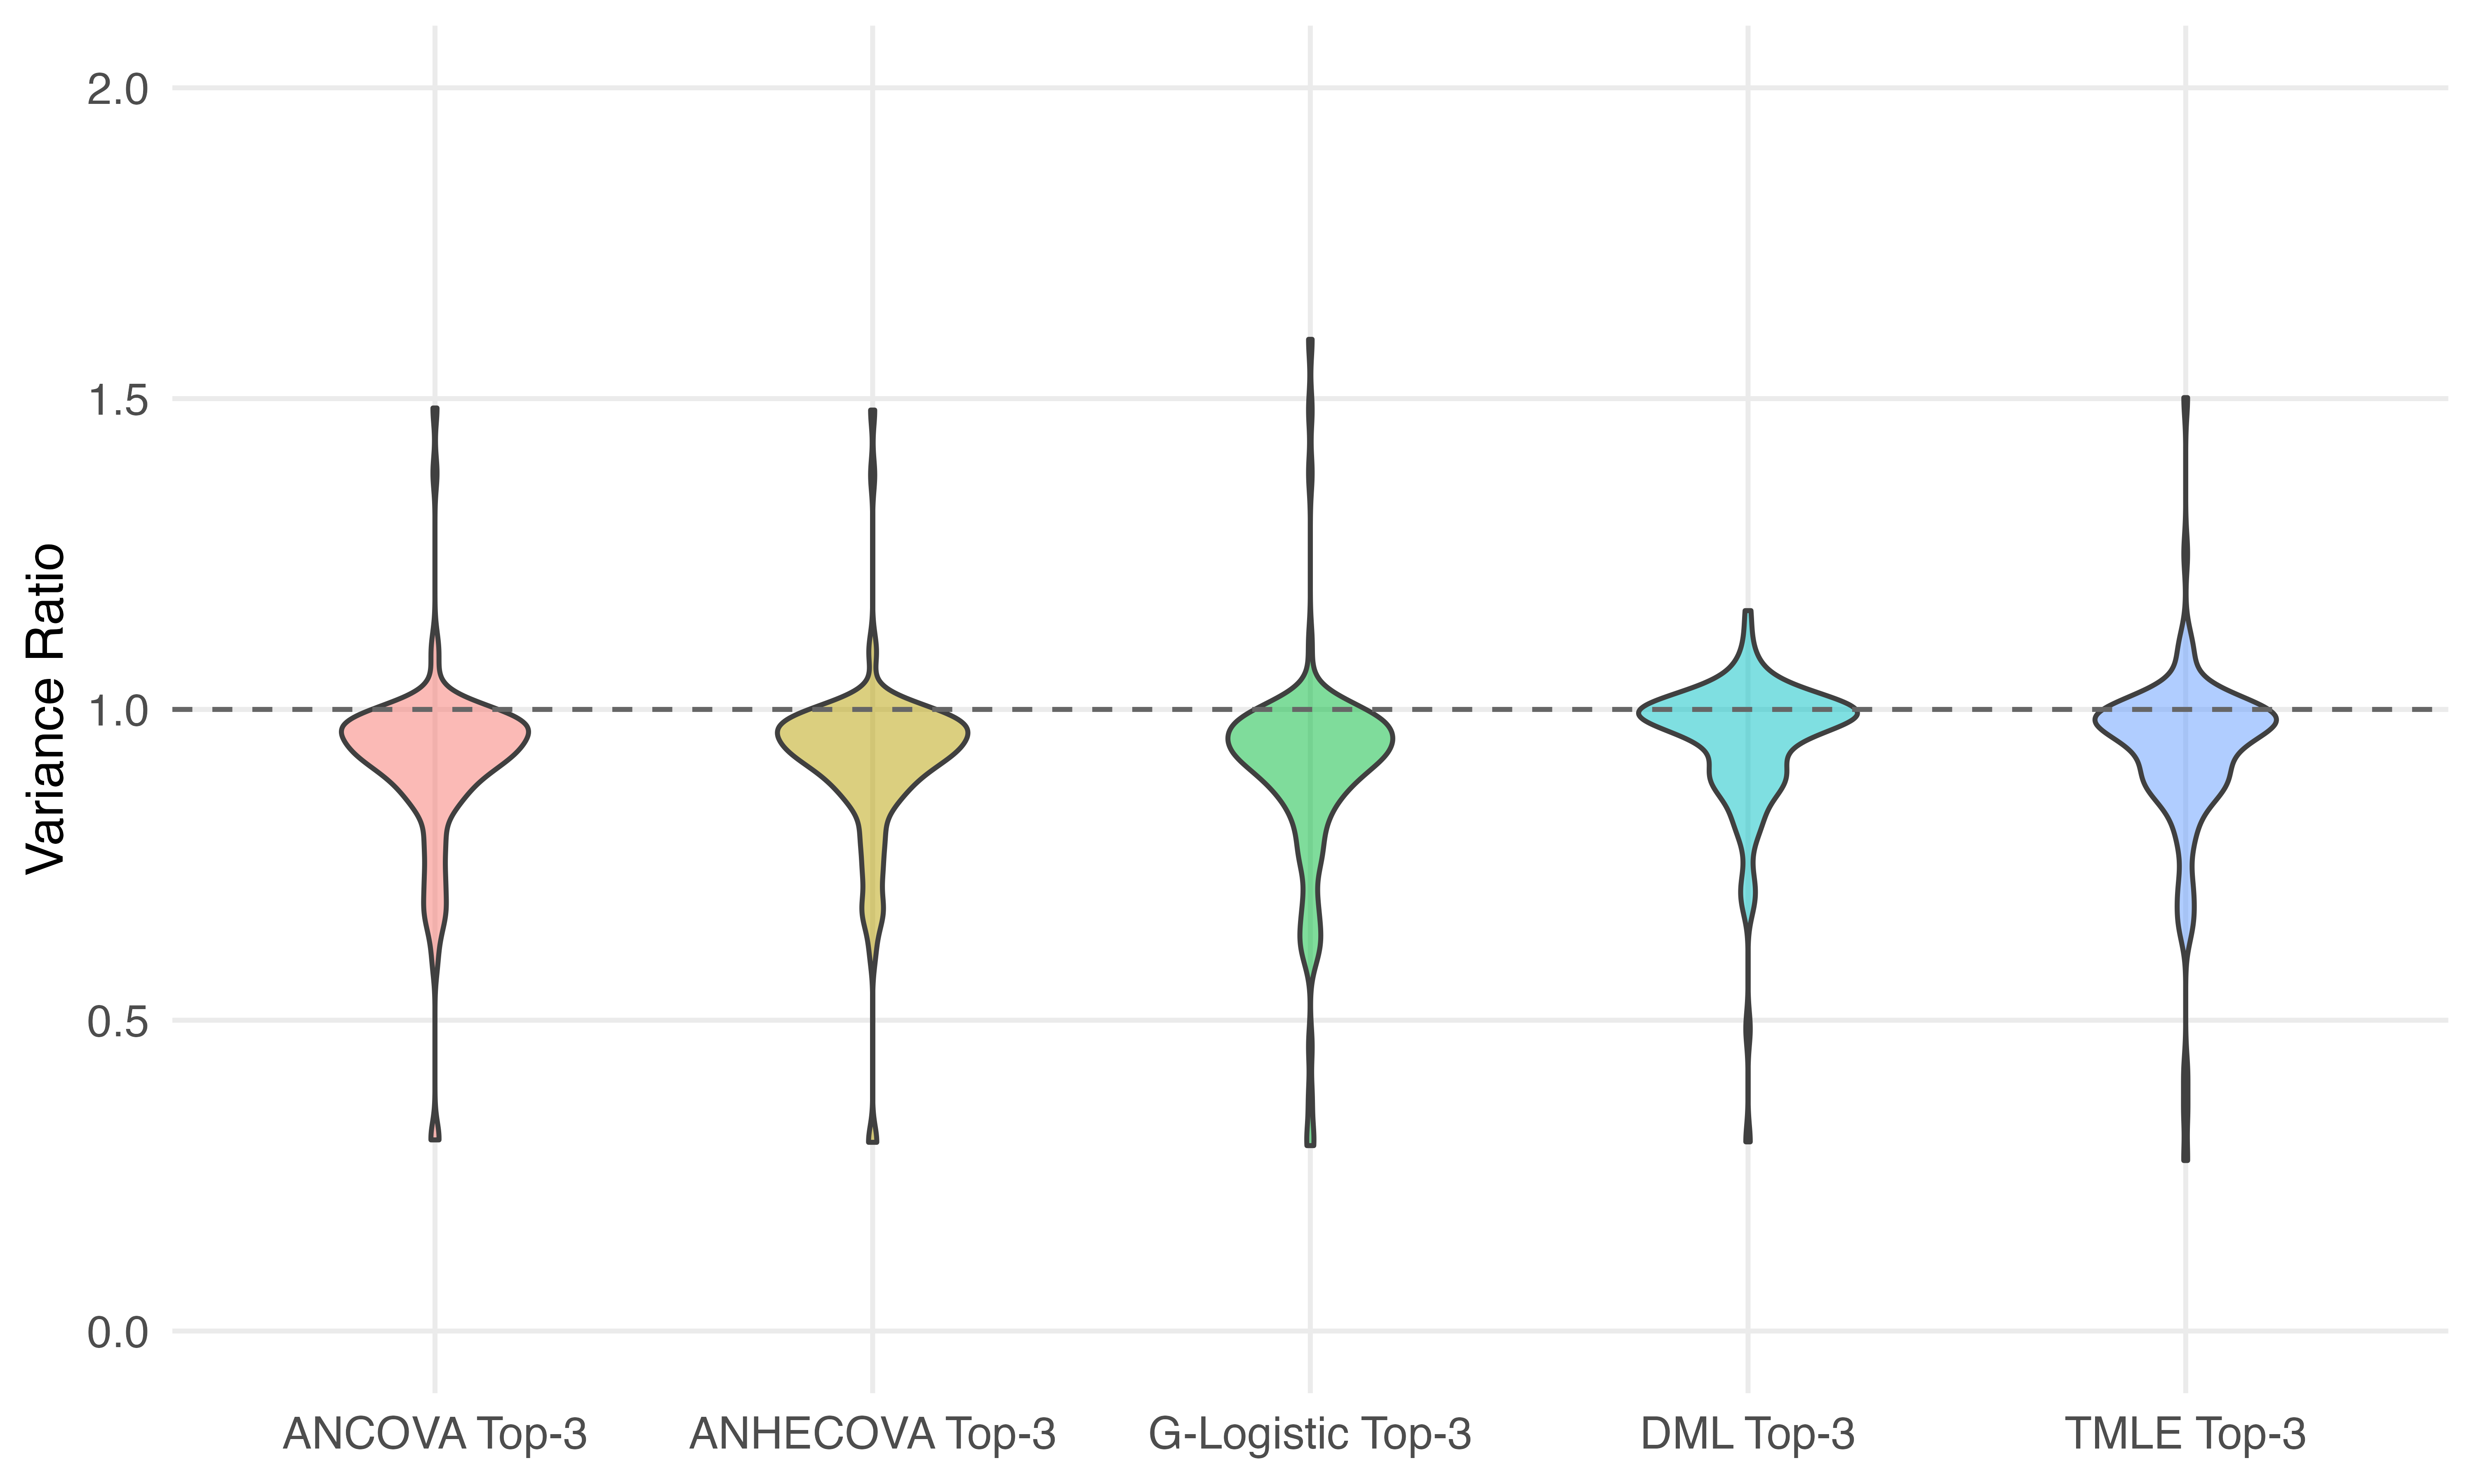 Variance Ratio
2.0
1.5
1.0
0.5
0.0
ANCOVA Top-3
ANHECOVA Top-3
G-Logistic Top-3
DML Top-3
TMLE Top-3